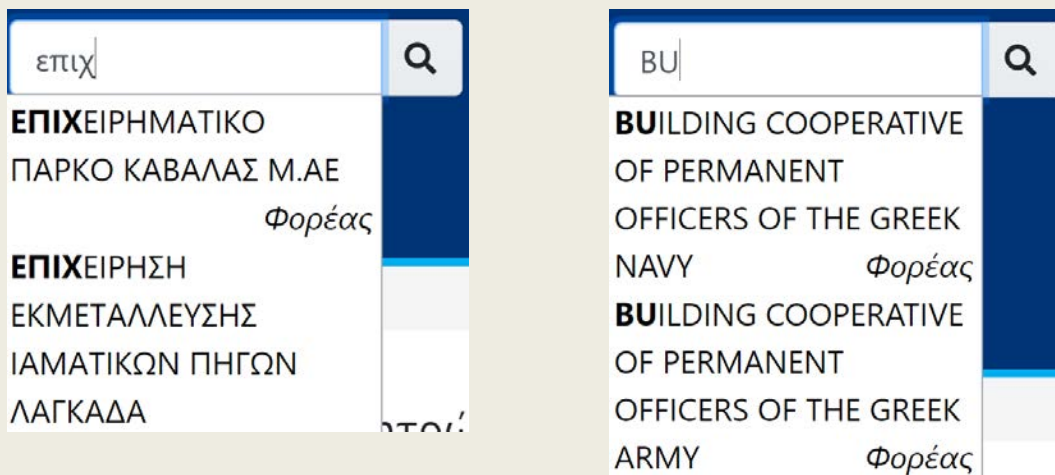 επιχ
ΕΠΙΧΕΙΡΗΜΑΤΙΚΟ
ΠΑΡΚΟ ΚΑΒΑΛΑΣ Μ.ΑΕ
Φορέας
ΕΠΙΧΕΙΡΗΣΗ
ΕΚΜΕΤΑΛΛΕΥΣΗΣ
ΙΑΜΑΤΙΚΩΝ ΠΗΓΩΝ
ΛΑΓΚΑΔΑ
BU
BUILDING COOPERATIVE
OF PERMANENT
OFFICERS OF THE GREEK
NAVY Φορέας
BUILDING COOPERATIVE
OF PERMANENT
OFFICERS OF THE GREEK
ARMY Φορέας